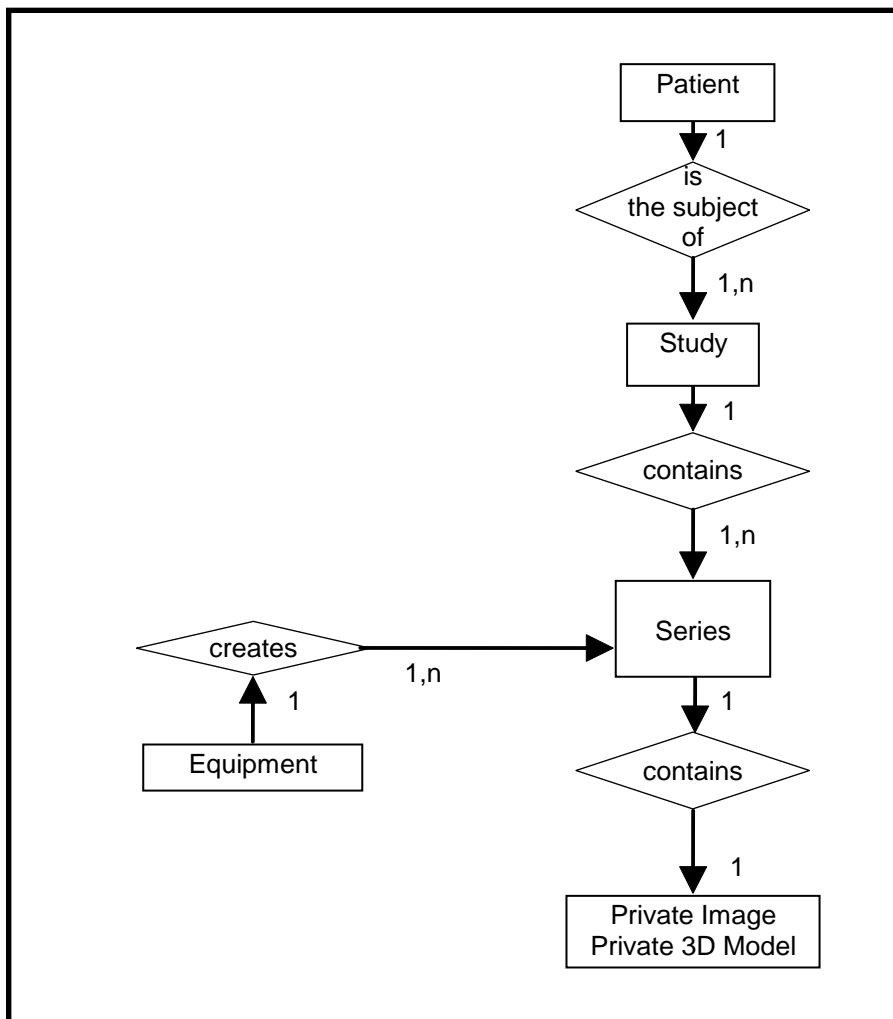 Patient
1
is
the subject
of
1,n
Study
1
contains
1,n
Series
creates
1,n
1
Equipment
1
contains
1
Private Image
Private 3D Model